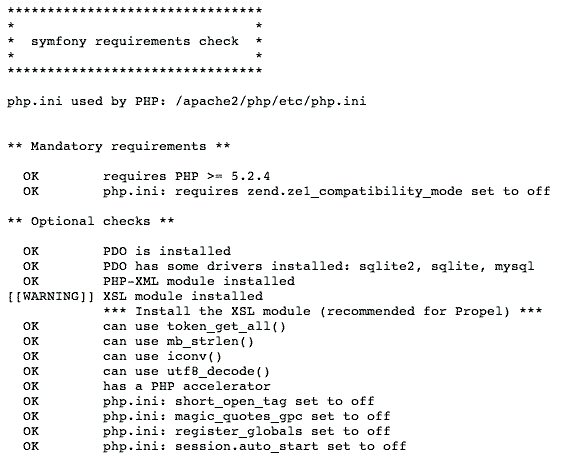 ********************************
*                              *
*  symfony requirements check  *
*                              *
********************************

php.ini used by PHP: /apache2/php/etc/php.ini


** Mandatory requirements **

  OK        requires PHP >= 5.2.4
  OK        php.ini: requires zend.ze1_compatibility_mode set to off

** Optional checks **

  OK        PDO is installed
  OK        PDO has some drivers installed: sqlite2, sqlite, mysql
  OK        PHP-XML module installed
[[WARNING]] XSL module installed
            *** Install the XSL module (recommended for Propel) ***
  OK        can use token_get_all()
  OK        can use mb_strlen()
  OK        can use iconv()
  OK        can use utf8_decode()
  OK        has a PHP accelerator
  OK        php.ini: short_open_tag set to off
  OK        php.ini: magic_quotes_gpc set to off
  OK        php.ini: register_globals set to off
  OK        php.ini: session.auto_start set to off